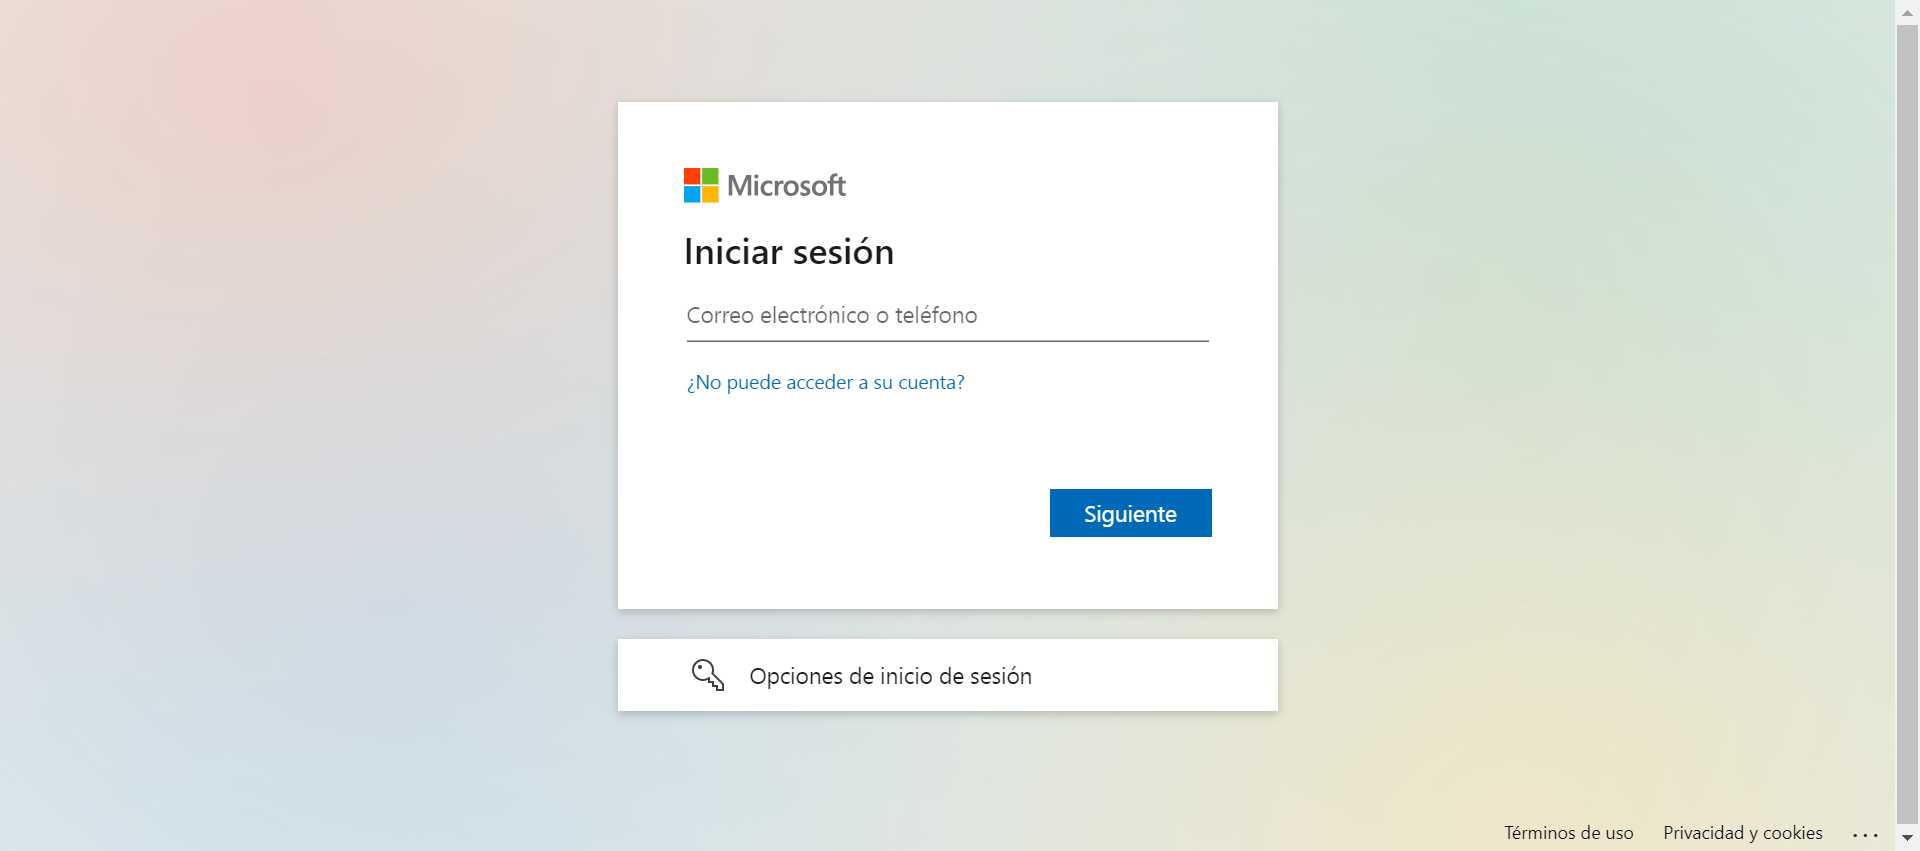 Microsoft
Iniciar sesión
Correo electrónico o teléfono
¿No puede acceder a su cuenta?
Siguiente
Opciones de inicio de sesión
Términos de uso Privacidad y cookies ...